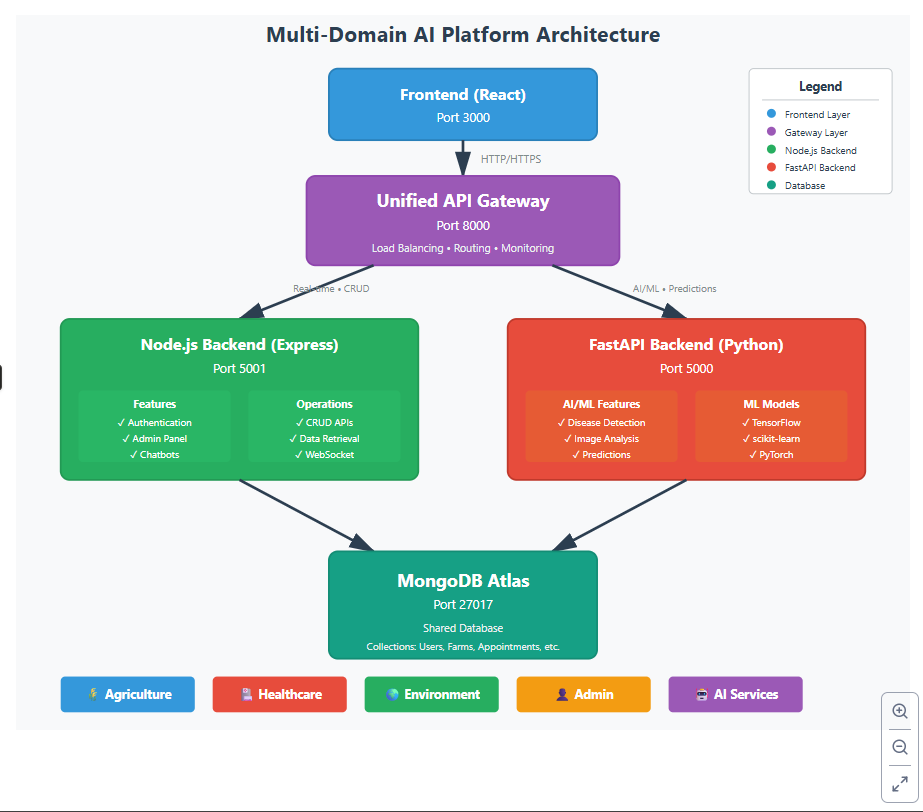 Multi-Domain AI Platform Architecture
Frontend (React)
Port 3000
Legend
Frontend Layer
Gateway Layer
Node.js Backend
FastAPI Backend
Database
HTTP/HTTPS
Unified API Gateway
Port 8000
Load Balancing • Routing • Monitoring
Real-time • CRUD
AI/ML • Predictions
Node.js Backend (Express)
Port 5001
Features
✓ Authentication
✓ Admin Panel
✓ Chatbots
Operations
✓ CRUD APIs
✓ Data Retrieval
✓ WebSocket
FastAPI Backend (Python)
Port 5000
AI/ML Features
✓ Disease Detection
✓ Image Analysis
✓ Predictions
ML Models
✓ TensorFlow
✓ scikit-learn
✓ PyTorch
MongoDB Atlas
Port 27017
Shared Database
Collections: Users, Farms, Appointments, etc.
Agriculture
Healthcare
Environment
Admin
AI Services